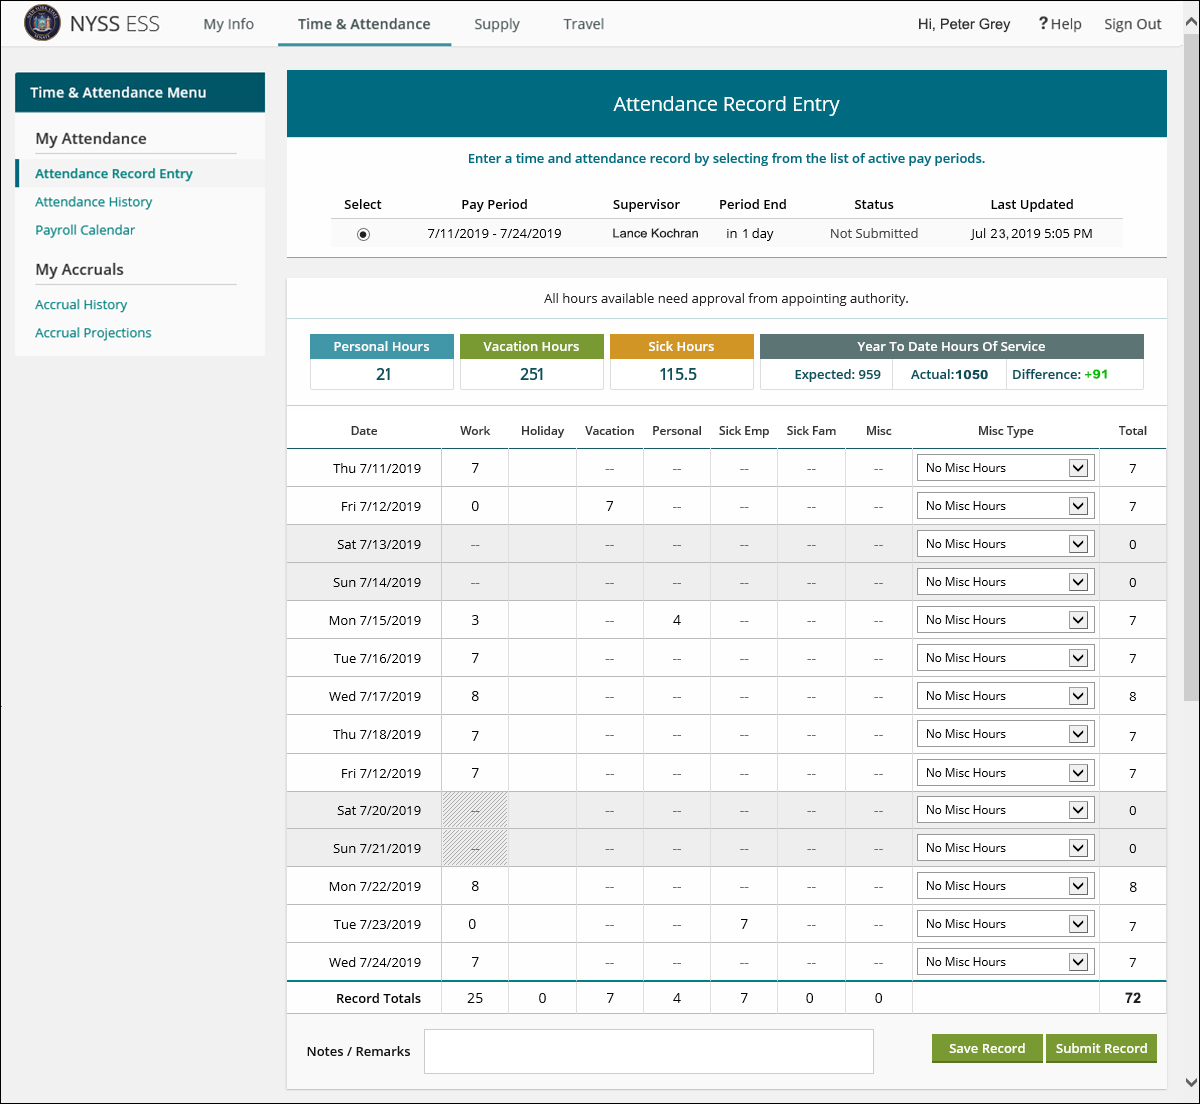 NYSS ESS My Info Time & Attendance Supply Travel Hi, Peter Grey ?Help Sign Out
Time & Attendance Menu
My Attendance
Attendance Record Entry
Attendance History
Payroll Calendar
My Accruals
Accrual History
Accrual Projections
Attendance Record Entry
Enter a time and attendance record by selecting from the list of active pay periods.
Select Pay Period Supervisor Period End Status Last Updated
7/11/2019 - 7/24/2019 Lance Kochran in 1 day Not Submitted Jul 23, 2019 5:05 PM
All hours available need approval from appointing authority.
Personal Hours Vacation Hours Sick Hours Year To Date Hours Of Service
21 251 115.5 Expected: 959 Actual:1050 Difference: +91
Date Work Holiday Vacation Personal Sick Emp Sick Fam Misc Misc Type Total
Thu 7/11/2019 7 -- -- -- -- -- No Misc Hours 7
Fri 7/12/2019 0 7 -- -- -- -- No Misc Hours 7
Sat 7/13/2019 -- -- -- -- -- -- No Misc Hours 0
Sun 7/14/2019 -- -- -- -- -- -- No Misc Hours 0
Mon 7/15/2019 3 -- 4 -- -- -- No Misc Hours 7
Tue 7/16/2019 7 -- -- -- -- -- No Misc Hours 7
Wed 7/17/2019 8 -- -- -- -- -- No Misc Hours 8
Thu 7/18/2019 7 -- -- -- -- -- No Misc Hours 7
Fri 7/12/2019 7 -- -- -- -- -- No Misc Hours 7
Sat 7/20/2019 -- -- -- -- -- -- No Misc Hours 0
Sun 7/21/2019 -- -- -- -- -- -- No Misc Hours 0
Mon 7/22/2019 8 -- -- -- -- -- No Misc Hours 8
Tue 7/23/2019 0 -- -- 7 -- -- No Misc Hours 7
Wed 7/24/2019 7 -- -- -- -- -- No Misc Hours 7
Record Totals 25 0 7 4 7 0 0 72
Notes / Remarks Save Record Submit Record